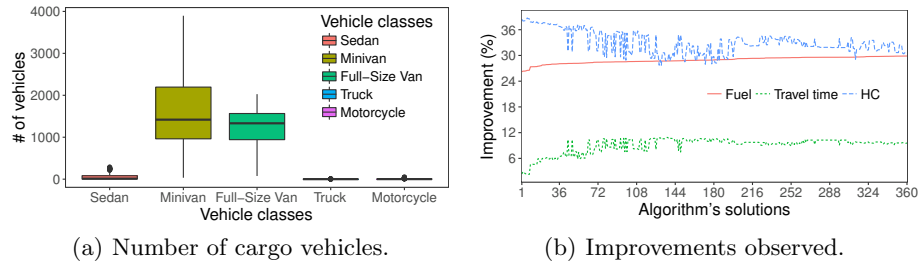 4000
3000
2000
1000
0
# of vehicles
Vehicle classes
Sedan
Minivan
Full−Size Van
Truck
Motorcycle
Sedan Minivan Full−Size Van Truck Motorcycle
Vehicle classes
(a) Number of cargo vehicles.
36
30
24
18
12
6
Improvement (%)
Fuel Travel time HC
1 36 72 108 144 180 216 252 288 324 360
Algorithm's solutions
(b) Improvements observed.